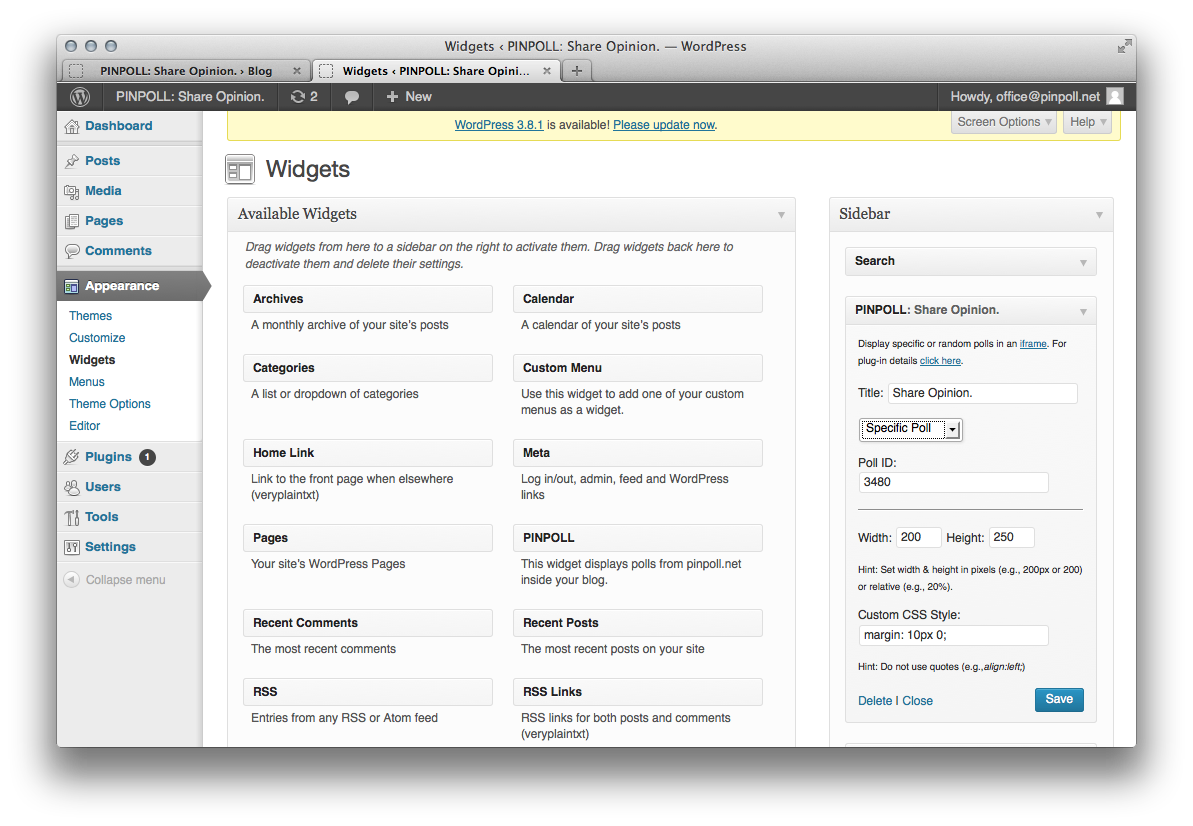 Widgets ‹ PINPOLL: Share Opinion. — WordPress
PINPOLL: Share Opinion. › Blog
Widgets ‹ PINPOLL: Share Opini...
PINPOLL: Share Opinion.
2
New
Howdy, office@pinpoll.net
WordPress 3.8.1 is available! Please update now.
Screen Options
Help
Dashboard
Posts
Media
Pages
Comments
Appearance
Themes
Customize
Widgets
Menus
Theme Options
Editor
Plugins 1
Users
Tools
Settings
Collapse menu
Widgets
Available Widgets
Drag widgets from here to a sidebar on the right to activate them. Drag widgets back here to
deactivate them and delete their settings.
Archives
A monthly archive of your site's posts
Calendar
A calendar of your site's posts
Categories
A list or dropdown of categories
Custom Menu
Use this widget to add one of your custom
menus as a widget.
Home Link
Link to the front page when elsewhere
(veryplaintxt)
Meta
Log in/out, admin, feed and WordPress
links
Pages
Your site's WordPress Pages
PINPOLL
This widget displays polls from pinpoll.net
inside your blog.
Recent Comments
The most recent comments
Recent Posts
The most recent posts on your site
RSS
Entries from any RSS or Atom feed
RSS Links
RSS links for both posts and comments
(veryplaintxt)
Sidebar
Search
PINPOLL: Share Opinion.
Display specific or random polls in an iframe. For
plug-in details click here.
Title: Share Opinion.
Specific Poll
Poll ID:
3480
Width: 200 Height: 250
Hint: Set width & height in pixels (e.g., 200px or 200)
or relative (e.g., 20%).
Custom CSS Style:
margin: 10px 0;
Hint: Do not use quotes (e.g.,align:left;)
Delete | Close
Save